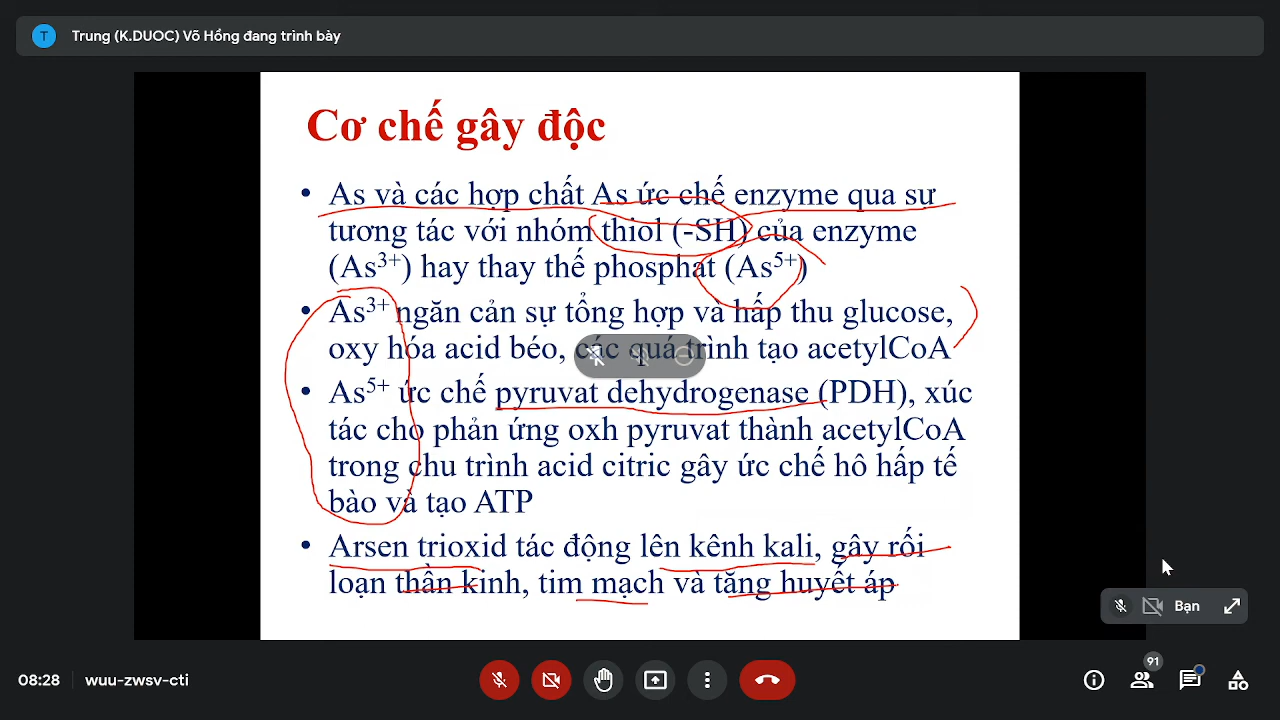 T Trung (K.DUOC) Võ Hồng đang trình bày
Cơ chế gây độc
• As và các hợp chất As ức chế enzyme qua sự
tương tác với nhóm thiol (-SH) của enzyme
(As³⁺) hay thay thế phosphat (As⁵⁺)
• As³⁺ ngăn cản sự tổng hợp và hấp thu glucose,
oxy hóa acid béo, các quá trình tạo acetylCoA
• As⁵⁺ ức chế pyruvat dehydrogenase (PDH), xúc
tác cho phản ứng oxh pyruvat thành acetylCoA
trong chu trình acid citric gây ức chế hô hấp tế
bào và tạo ATP
• Arsen trioxid tác động lên kênh kali, gây rối
loạn thần kinh, tim mạch và tăng huyết áp
Bạn
08:28 wuu-zwsv-cti
91